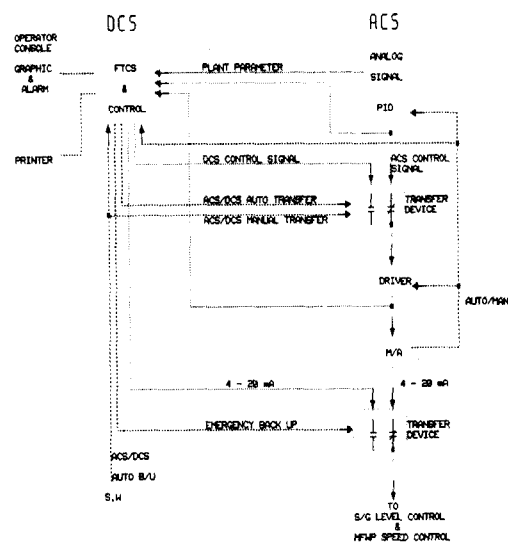 DCS
ACS
OPERATOR
CONSOLE
GRAPHIC
&
ALARM
PRINTER
FTCS
&
CONTROL
PLANT PARAMETER
ANALOG
SIGNAL
PID
DCS CONTROL SIGNAL
ACS CONTROL
SIGNAL
ACS/DCS AUTO TRANSFER
ACS/DCS MANUAL TRANSFER
TRANSFER
DEVICE
DRIVER
AUTO/MAN
M/A
4 - 20 mA
4 - 20 mA
EMERGENCY BACK UP
TRANSFER
DEVICE
ACS/DCS
AUTO B/U
S.W
TO
S/G LEVEL CONTROL
&
MFWP SPEED CONTROL